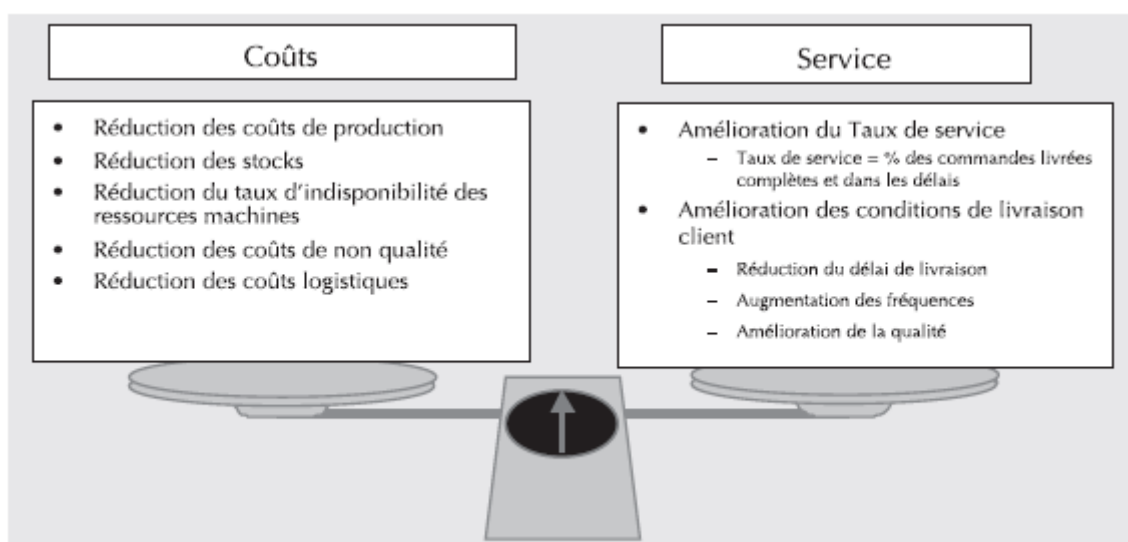 Coûts
• Réduction des coûts de production
• Réduction des stocks
• Réduction du taux d'indisponibilité des
ressources machines
• Réduction des coûts de non qualité
• Réduction des coûts logistiques
Service
• Amélioration du Taux de service
– Taux de service = % des commandes livrées
complètes et dans les délais
• Amélioration des conditions de livraison
client
– Réduction du délai de livraison
– Augmentation des fréquences
– Amélioration de la qualité